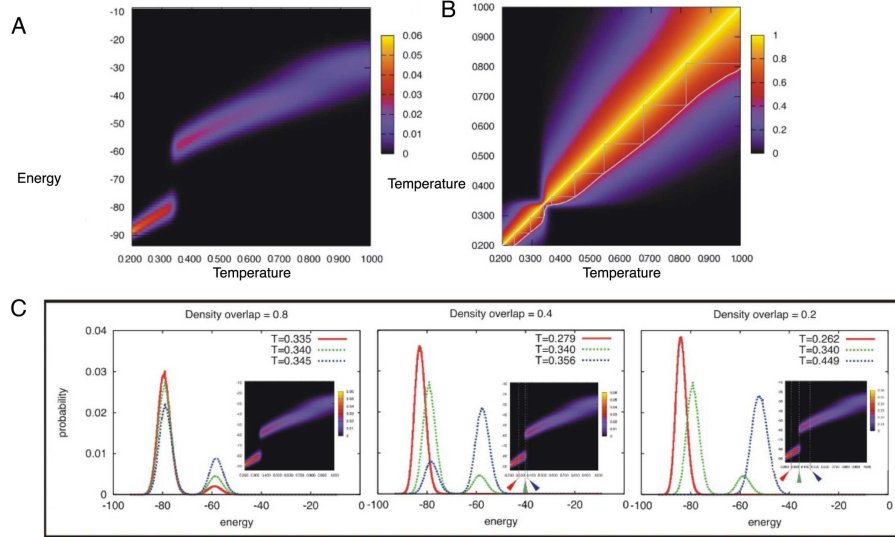 A
B
-10
-20
-30
-40
-50
-60
-70
-80
-90
Energy
0.200 0.300 0.400 0.500 0.600 0.700 0.800 0.900 1.000
Temperature
0.06
0.05
0.04
0.03
0.02
0.01
0
1.000
0.900
0.800
0.700
0.600
0.500
0.400
0.300
0.200
Temperature
0.200 0.300 0.400 0.500 0.600 0.700 0.800 0.900 1.000
Temperature
1
0.8
0.6
0.4
0.2
0
C
Density overlap = 0.8
Density overlap = 0.4
Density overlap = 0.2
0.04
0.03
0.02
0.01
0
probability
T=0.335
T=0.340
T=0.345
-100 -80 -60 -40 -20 0
energy
T=0.279
T=0.340
T=0.356
-80 -60 -40 -20
energy
T=0.262
T=0.340
T=0.449
-100 -80 -60 -40 -20 0
energy